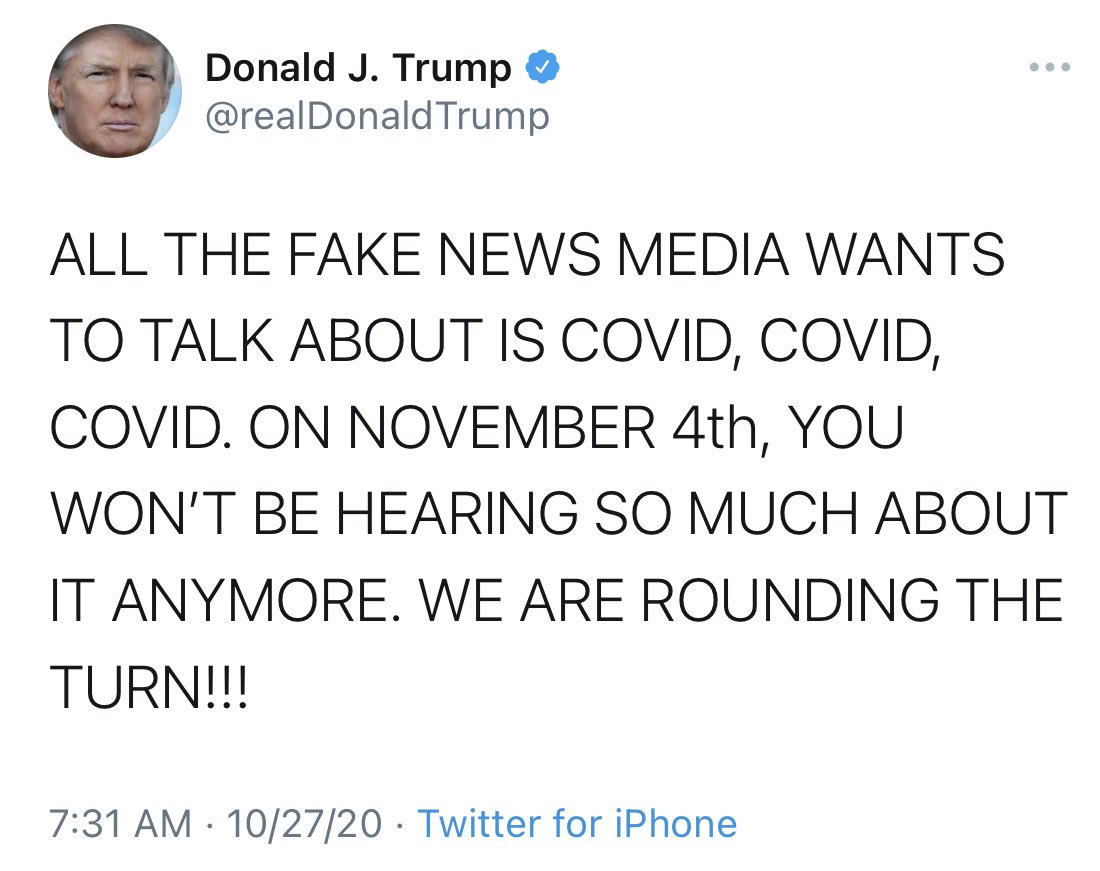 Donald J. Trump
@realDonaldTrump
ALL THE FAKE NEWS MEDIA WANTS
TO TALK ABOUT IS COVID, COVID,
COVID. ON NOVEMBER 4th, YOU
WON’T BE HEARING SO MUCH ABOUT
IT ANYMORE. WE ARE ROUNDING THE
TURN!!!
7:31 AM · 10/27/20 · Twitter for iPhone